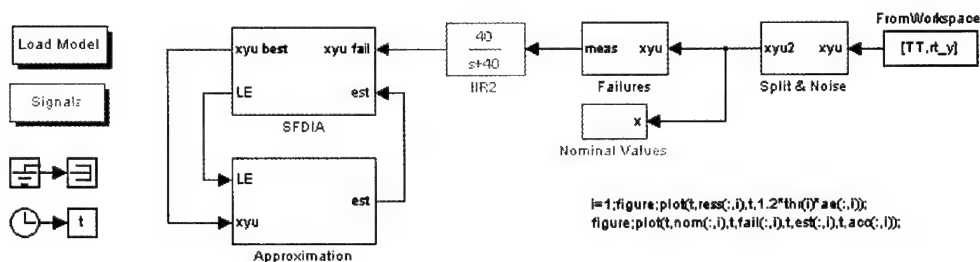 Load Model
Signals
t
xyu best
xyu fail
LE
est
SFDIA
LE
est
xyu
Approximation
40
s+40
IIR2
meas
xyu
Failures
x
Nominal Values
FromWorkspace
xyu2
xyu
[TT,rt_y]
Split & Noise
i=1;figure;plot(t,ress(:,i),t,1.2*thr(i)*ae(:,i));
figure;plot(t,nom(:,i),t,fail(:,i),t,est(:,i),t,acc(:,i));